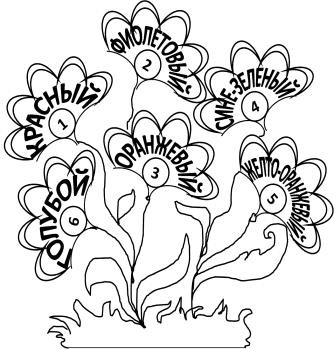 КРАСНЫЙ
1
ФИОЛЕТОВЫЙ
2
ОРАНЖЕВЫЙ
3
СИНЕ-ЗЕЛЕНЫЙ
4
ЖЕЛТО-ОРАНЖЕВЫЙ
5
ГОЛУБОЙ
6